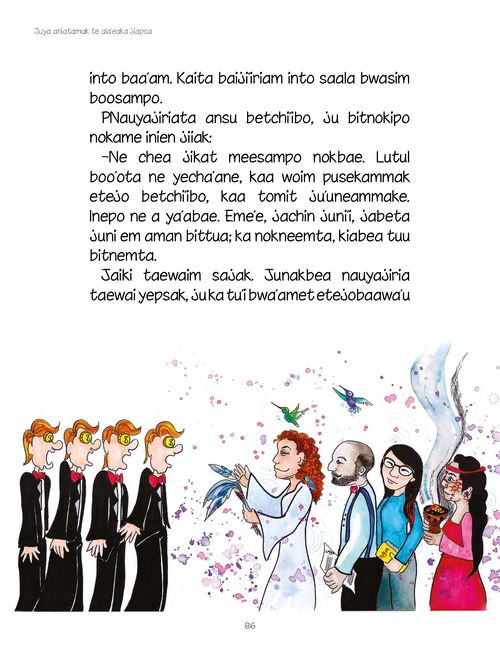 Juya aniatamak te ala'eaka jiapsa
into baa'am. Kaita baijiiriam into saala bwasim
boosampo.
PNauyajiriata ansu betchiibo, ju bitnokipo
nokame inien jiiak:
–Ne chea jikat meesampo nokbae. Lutul
boo'ota ne yecha'ane, kaa woim pusekammak
etejo betchiibo, kaa tomit ju'uneammake.
Inepo ne a ya'abae. Eme'e, jachin junii, jabeta
juni em aman bittua; ka nokneemta, kiabea tuu
bitnemta.
Jaiki taewaim sajak. Junakbea nauyajiria
taewai yepsak, ju ka tu'i bwa'amet etejobaawa'u
86